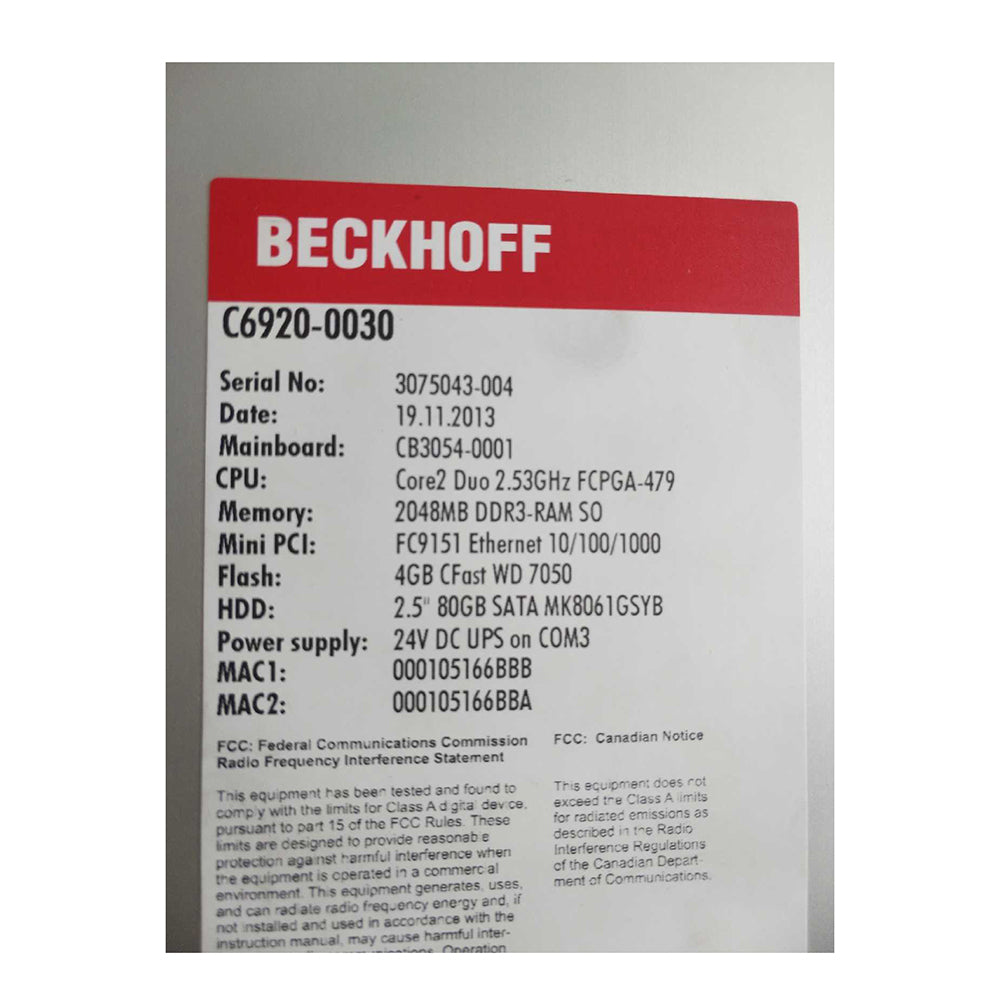 BECKHOFF
C6920-0030
Serial No: 3075043-004
Date: 19.11.2013
Mainboard: CB3054-0001
CPU: Core2 Duo 2.53GHz FCPGA-479
Memory: 2048MB DDR3-RAM SO
Mini PCI: FC9151 Ethernet 10/100/1000
Flash: 4GB CFast WD 7050
HDD: 2.5" 80GB SATA MK8061GSYB
Power supply: 24V DC UPS on COM3
MAC1: 000105166BBB
MAC2: 000105166BBA
FCC: Federal Communications Commission
Radio Frequency Interference Statement
This equipment has been tested and found to
comply with the limits for Class A digital device,
pursuant to part 15 of the FCC Rules. These
limits are designed to provide reasonable
protection against harmful interference when
the equipment is operated in a commercial
environment. This equipment generates, uses,
and can radiate radio frequency energy and, if
not installed and used in accordance with the
instruction manual, may cause harmful inter-
communications. Operation
FCC: Canadian Notice
This equipment does not
exceed the Class A limits
for radiated emissions as
described in the Radio
Interference Regulations
of the Canadian Depart-
ment of Communications.